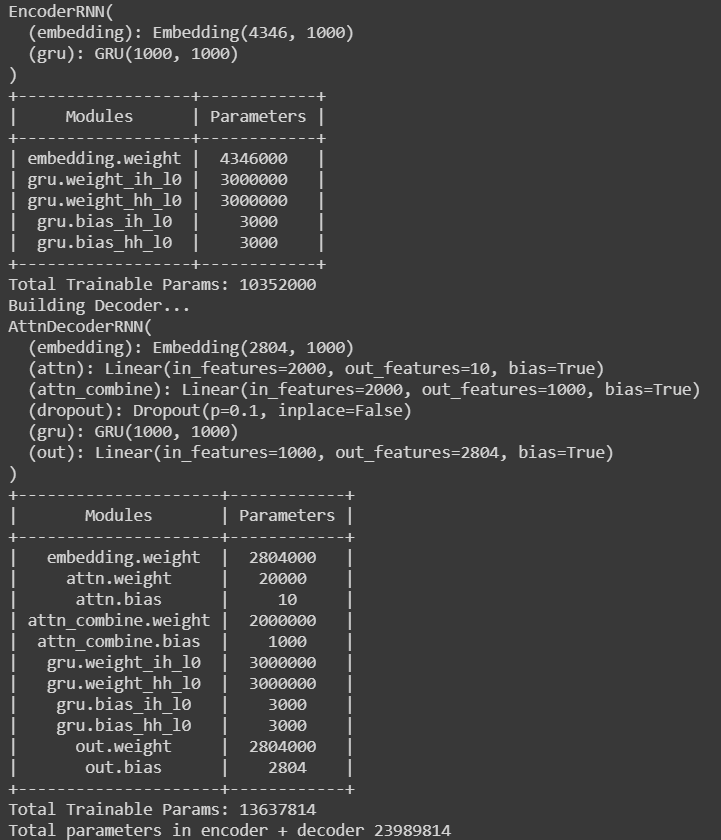 EncoderRNN(
  (embedding): Embedding(4346, 1000)
  (gru): GRU(1000, 1000)
)
+------------------+------------+
|     Modules      | Parameters |
+------------------+------------+
| embedding.weight |  4346000   |
| gru.weight_ih_l0 |  3000000   |
| gru.weight_hh_l0 |  3000000   |
|  gru.bias_ih_l0  |    3000    |
|  gru.bias_hh_l0  |    3000    |
+------------------+------------+
Total Trainable Params: 10352000
Building Decoder...
AttnDecoderRNN(
  (embedding): Embedding(2804, 1000)
  (attn): Linear(in_features=2000, out_features=10, bias=True)
  (attn_combine): Linear(in_features=2000, out_features=1000, bias=True)
  (dropout): Dropout(p=0.1, inplace=False)
  (gru): GRU(1000, 1000)
  (out): Linear(in_features=1000, out_features=2804, bias=True)
)
+---------------------+------------+
|       Modules       | Parameters |
+---------------------+------------+
|   embedding.weight  |  2804000   |
|     attn.weight     |   20000    |
|      attn.bias      |     10     |
| attn_combine.weight |  2000000   |
|  attn_combine.bias  |    1000    |
|   gru.weight_ih_l0  |  3000000   |
|   gru.weight_hh_l0  |  3000000   |
|    gru.bias_ih_l0   |    3000    |
|    gru.bias_hh_l0   |    3000    |
|      out.weight     |  2804000   |
|       out.bias      |    2804    |
+---------------------+------------+
Total Trainable Params: 13637814
Total parameters in encoder + decoder 23989814